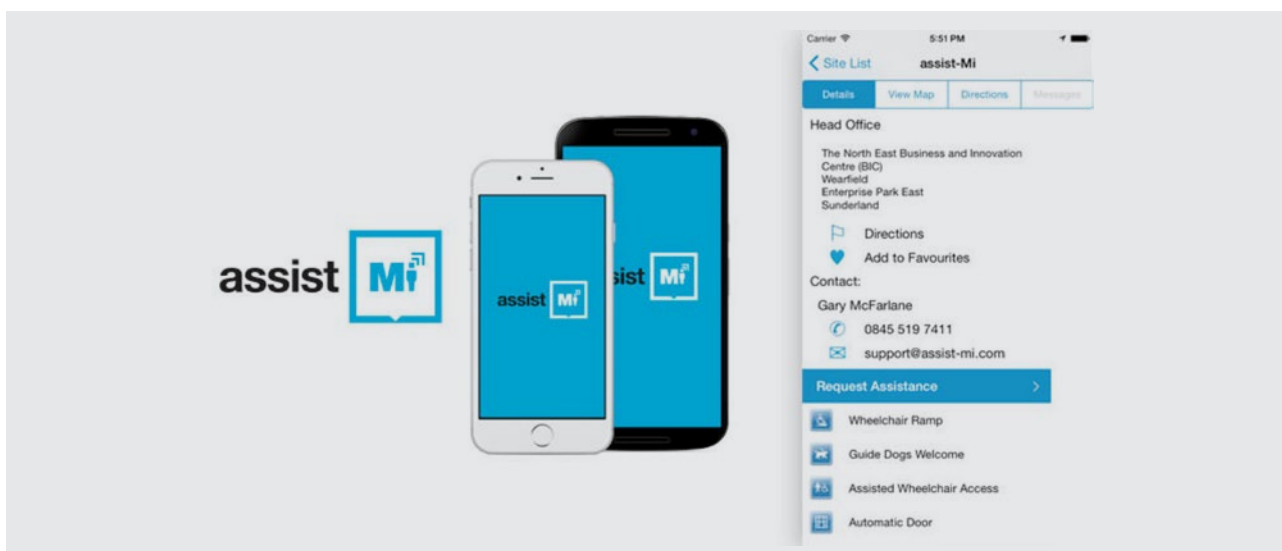 assist Mi
assist Mi
sist Mi
Carrier 5:51 PM
Site List assist-Mi
Details View Map Directions Messages
Head Office
The North East Business and Innovation
Centre (BIC)
Wearfield
Enterprise Park East
Sunderland
Directions
Add to Favourites
Contact:
Gary McFarlane
0845 519 7411
support@assist-mi.com
Request Assistance
Wheelchair Ramp
Guide Dogs Welcome
Assisted Wheelchair Access
Automatic Door